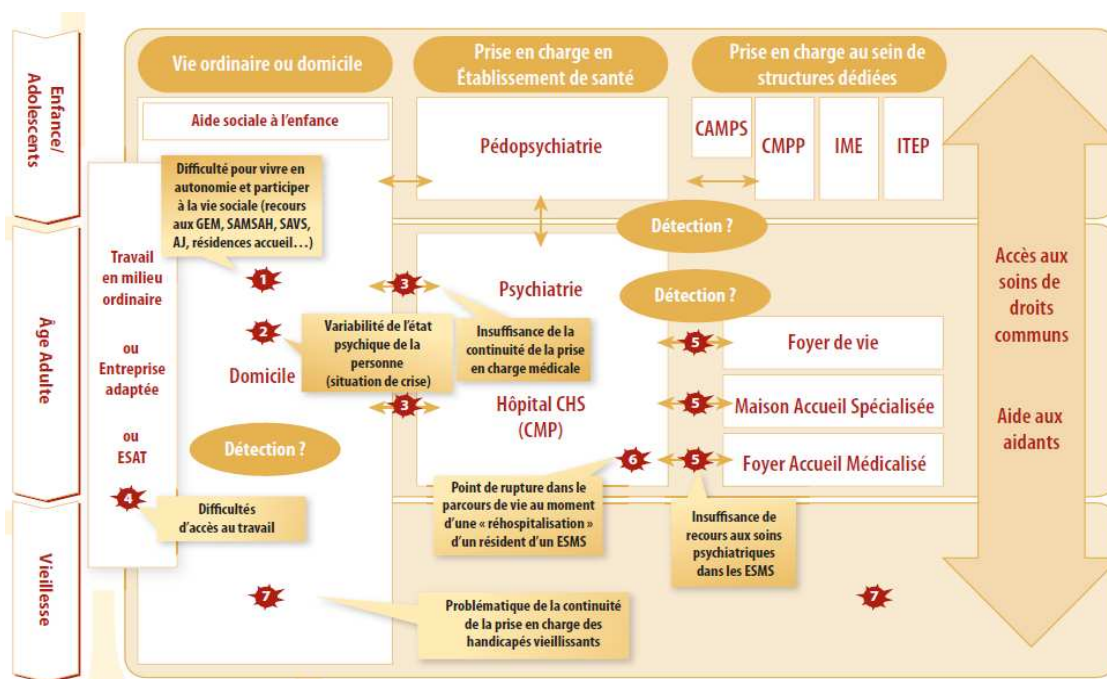 Enfance/
Adolescents
Âge Adulte
Vieillesse
Vie ordinaire ou domicile
Prise en charge en
Établissement de santé
Prise en charge au sein de
structures dédiées
Aide sociale à l'enfance
Pédopsychiatrie
CAMPS
CMPP
IME
ITEP
Difficulté pour vivre en
autonomie et participer
à la vie sociale (recours
aux GEM, SAMSAH, SAVS,
AJ, résidences accueil…)
Détection ?
Travail
en milieu
ordinaire
ou
Entreprise
adaptée
ou
ESAT
1
2
3
Psychiatrie
Détection ?
Variabilité de l'état
psychique de la
personne
(situation de crise)
Insuffisance de la
continuité de la prise
en charge médicale
Domicile
3
Hôpital CHS
(CMP)
5
Foyer de vie
5
Maison Accueil Spécialisée
6
5
Foyer Accueil Médicalisé
Accès aux
soins de
droits
communs
Aide aux
aidants
Détection ?
4
Difficultés
d'accès au travail
Point de rupture dans le
parcours de vie au moment
d'une « réhospitalisation »
d'un résident d'un ESMS
Insuffisance de
recours aux soins
psychiatriques
dans les ESMS
7
Problématique de la continuité
de la prise en charge des
handicapés vieillissants
7